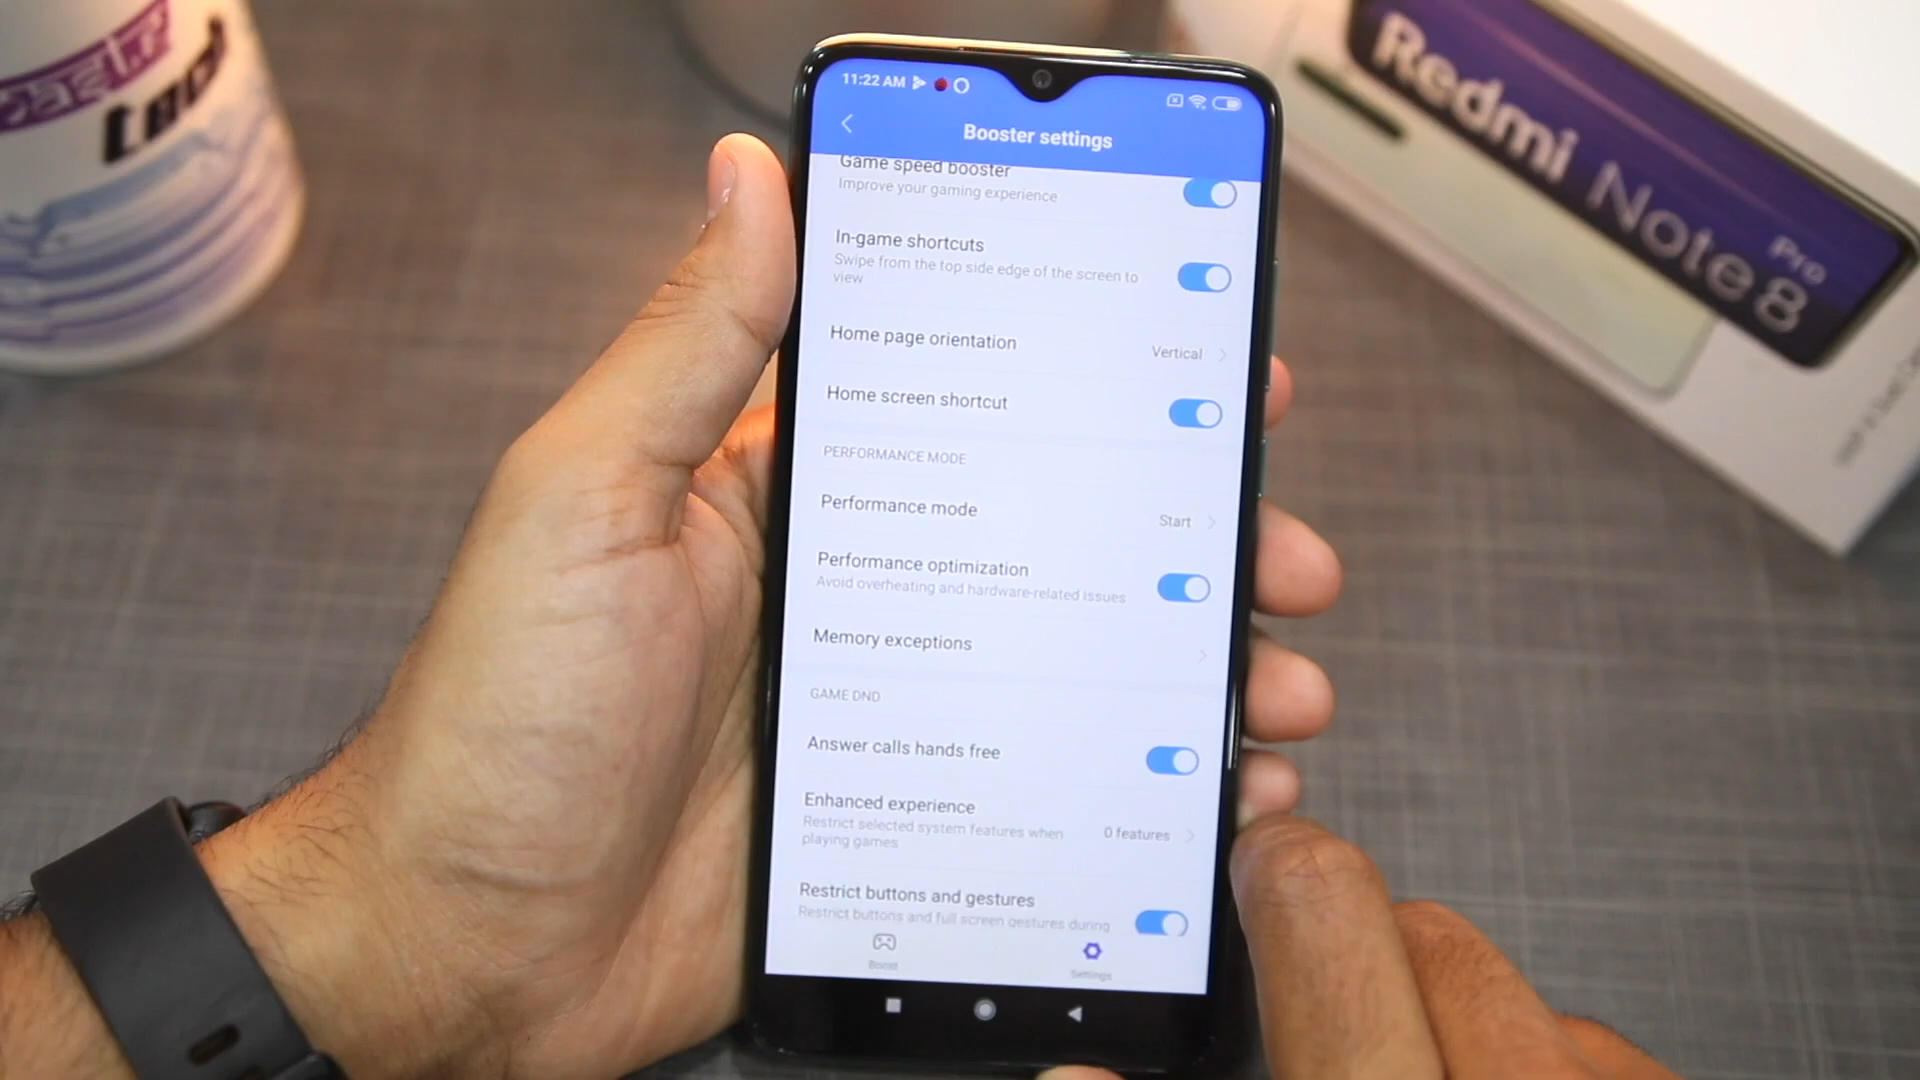 tech
Redmi Note 8
Pro
11:22 AM
Booster settings
Game speed booster
Improve your gaming experience
In-game shortcuts
Swipe from the top side edge of the screen to
view
Home page orientation
Vertical
Home screen shortcut
PERFORMANCE MODE
Performance mode
Start
Performance optimization
Avoid overheating and hardware-related issues
Memory exceptions
GAME DND
Answer calls hands free
Enhanced experience
Restrict selected system features when
playing games
0 features
Restrict buttons and gestures
Restrict buttons and full screen gestures during
Boost
Settings